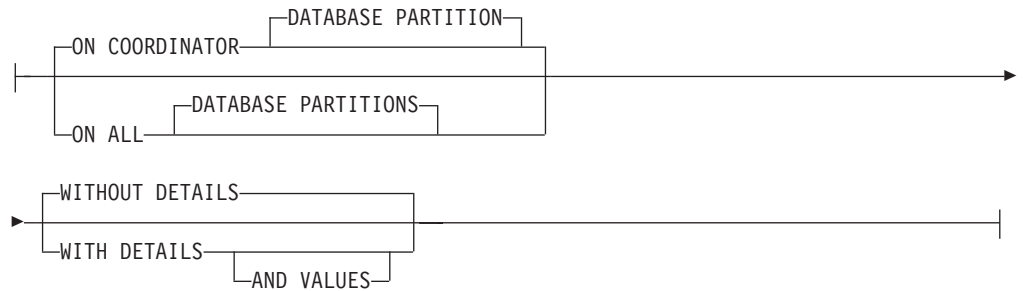 DATABASE PARTITION
ON COORDINATOR
DATABASE PARTITIONS
ON ALL
WITHOUT DETAILS
WITH DETAILS
AND VALUES